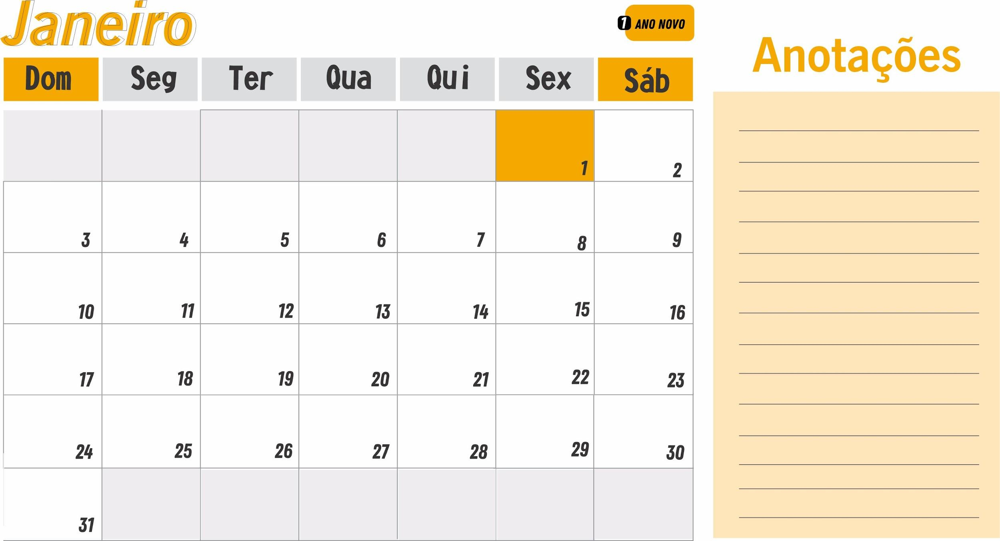 Janeiro
1 ANO NOVO
Anotações
Dom Seg Ter Qua Qui Sex Sáb
1 2
3 4 5 6 7 8 9
10 11 12 13 14 15 16
17 18 19 20 21 22 23
24 25 26 27 28 29 30
31